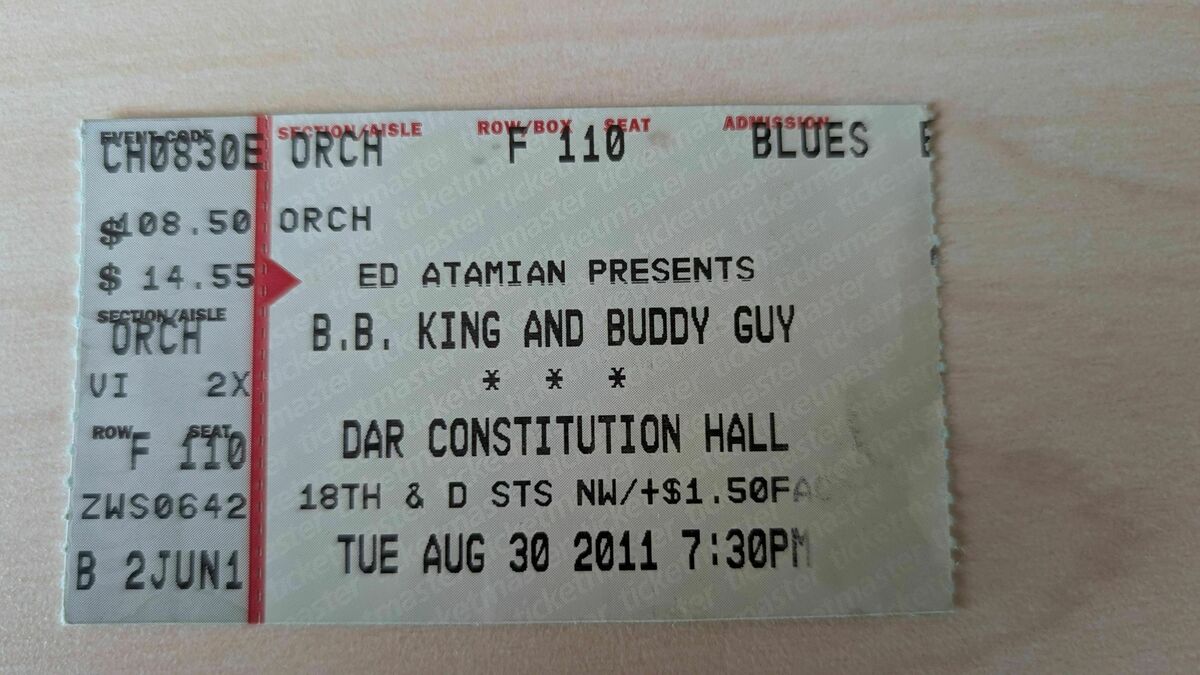 EVENT CODE
CH0830E
$108.50
$ 14.55
SECTION/AISLE
ORCH
VI 2X
ROW SEAT
F 110
ZWS0642
B 2JUN1
SECTION/AISLE ROW/BOX SEAT ADMISSION
ORCH F 110 BLUES
ORCH
ED ATAMIAN PRESENTS
B.B. KING AND BUDDY GUY
* * *
DAR CONSTITUTION HALL
18TH & D STS NW/+$1.50FAC
TUE AUG 30 2011 7:30PM
ticketmaster